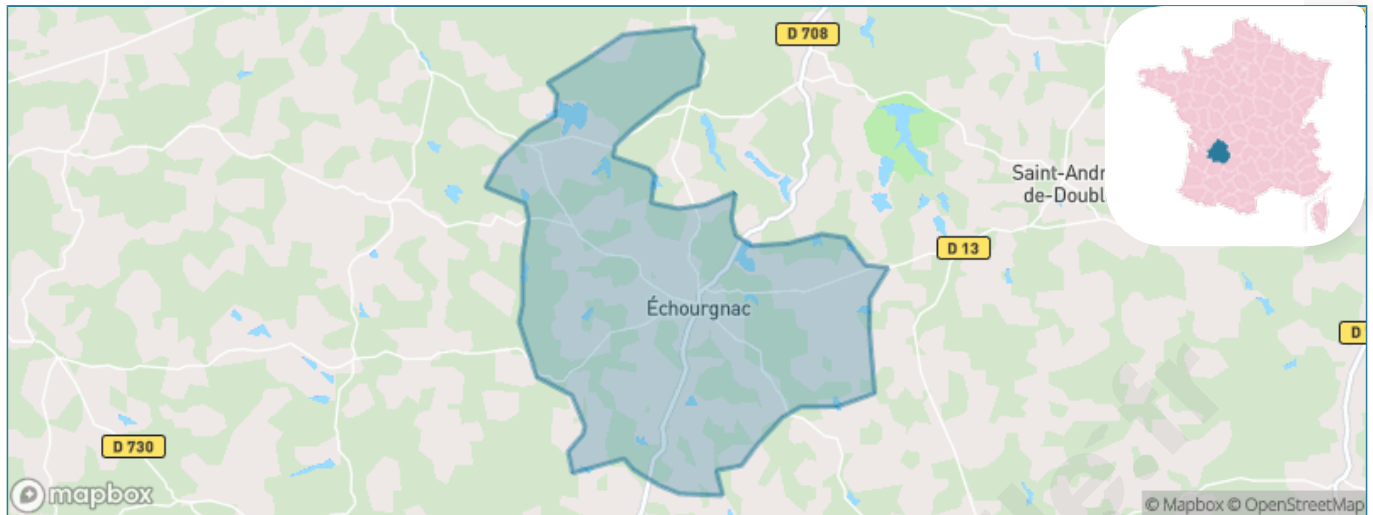 D 708
Saint-Andr
de-Doubl
D 13
Échourgnac
D
D 730
mapbox
© Mapbox © OpenStreetMap